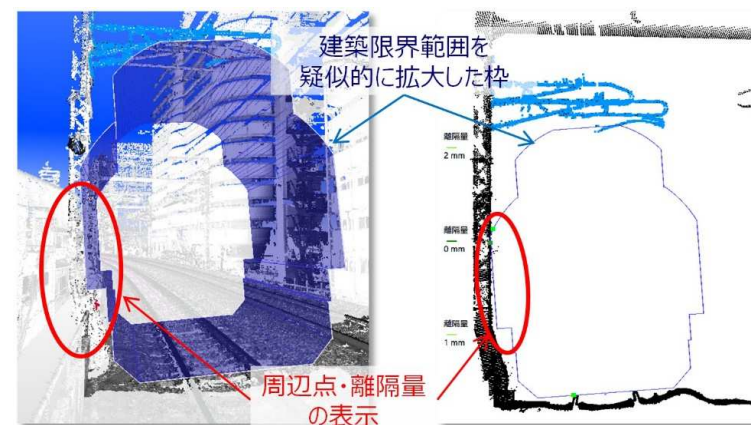 建築限界範囲を
疑似的に拡大した枠
離隔量
2 mm
離隔量
0 mm
離隔量
1 mm
周辺点・離隔量
の表示